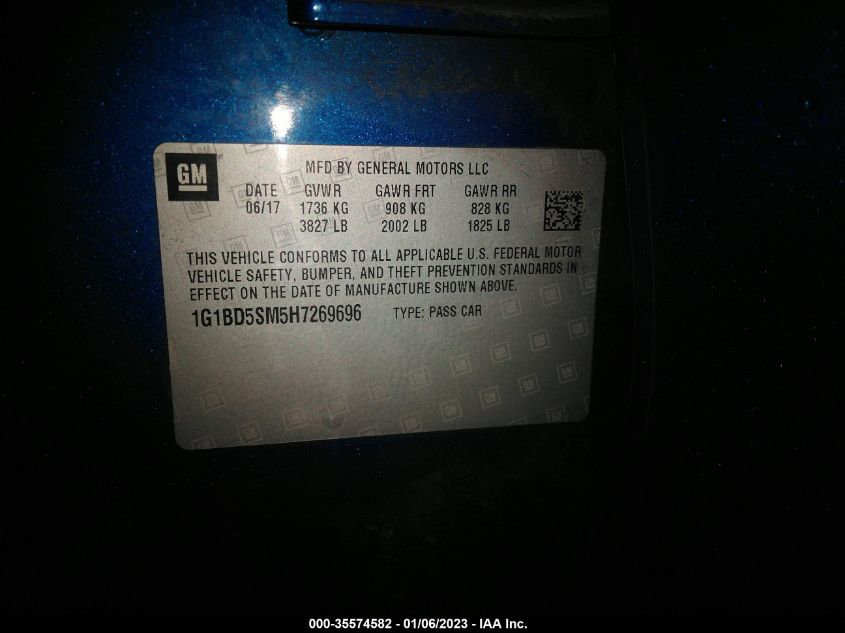 GM
MFD BY GENERAL MOTORS LLC
DATE GVWR GAWR FRT GAWR RR
06/17 1736 KG 908 KG 828 KG
3827 LB 2002 LB 1825 LB
THIS VEHICLE CONFORMS TO ALL APPLICABLE U.S. FEDERAL MOTOR
VEHICLE SAFETY, BUMPER, AND THEFT PREVENTION STANDARDS IN
EFFECT ON THE DATE OF MANUFACTURE SHOWN ABOVE.
1G1BD5SM5H7269696 TYPE: PASS CAR
000-35574582 - 01/06/2023 - IAA Inc.